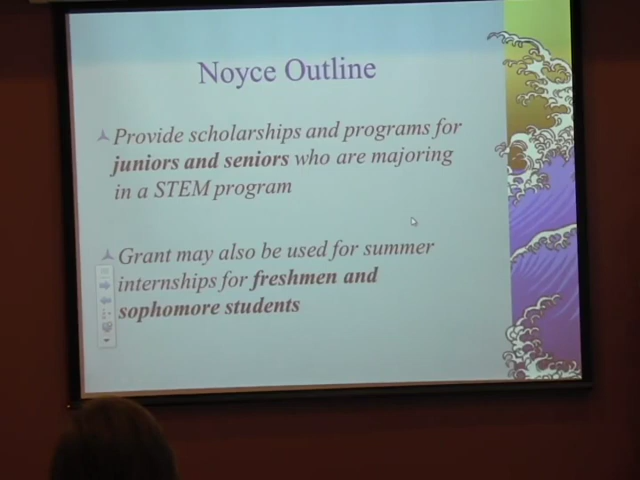 Noyce Outline
Provide scholarships and programs for
juniors and seniors who are majoring
in a STEM program
Grant may also be used for summer
internships for freshmen and
sophomore students